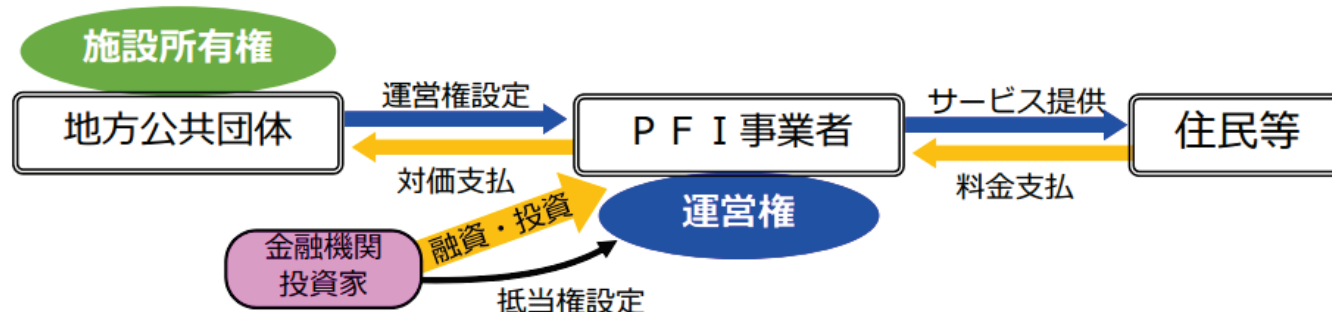 施設所有権
地方公共団体
運営権設定
対価支払
ＰＦＩ事業者
運営権
サービス提供
料金支払
住民等
融資・投資
金融機関
投資家
抵当権設定